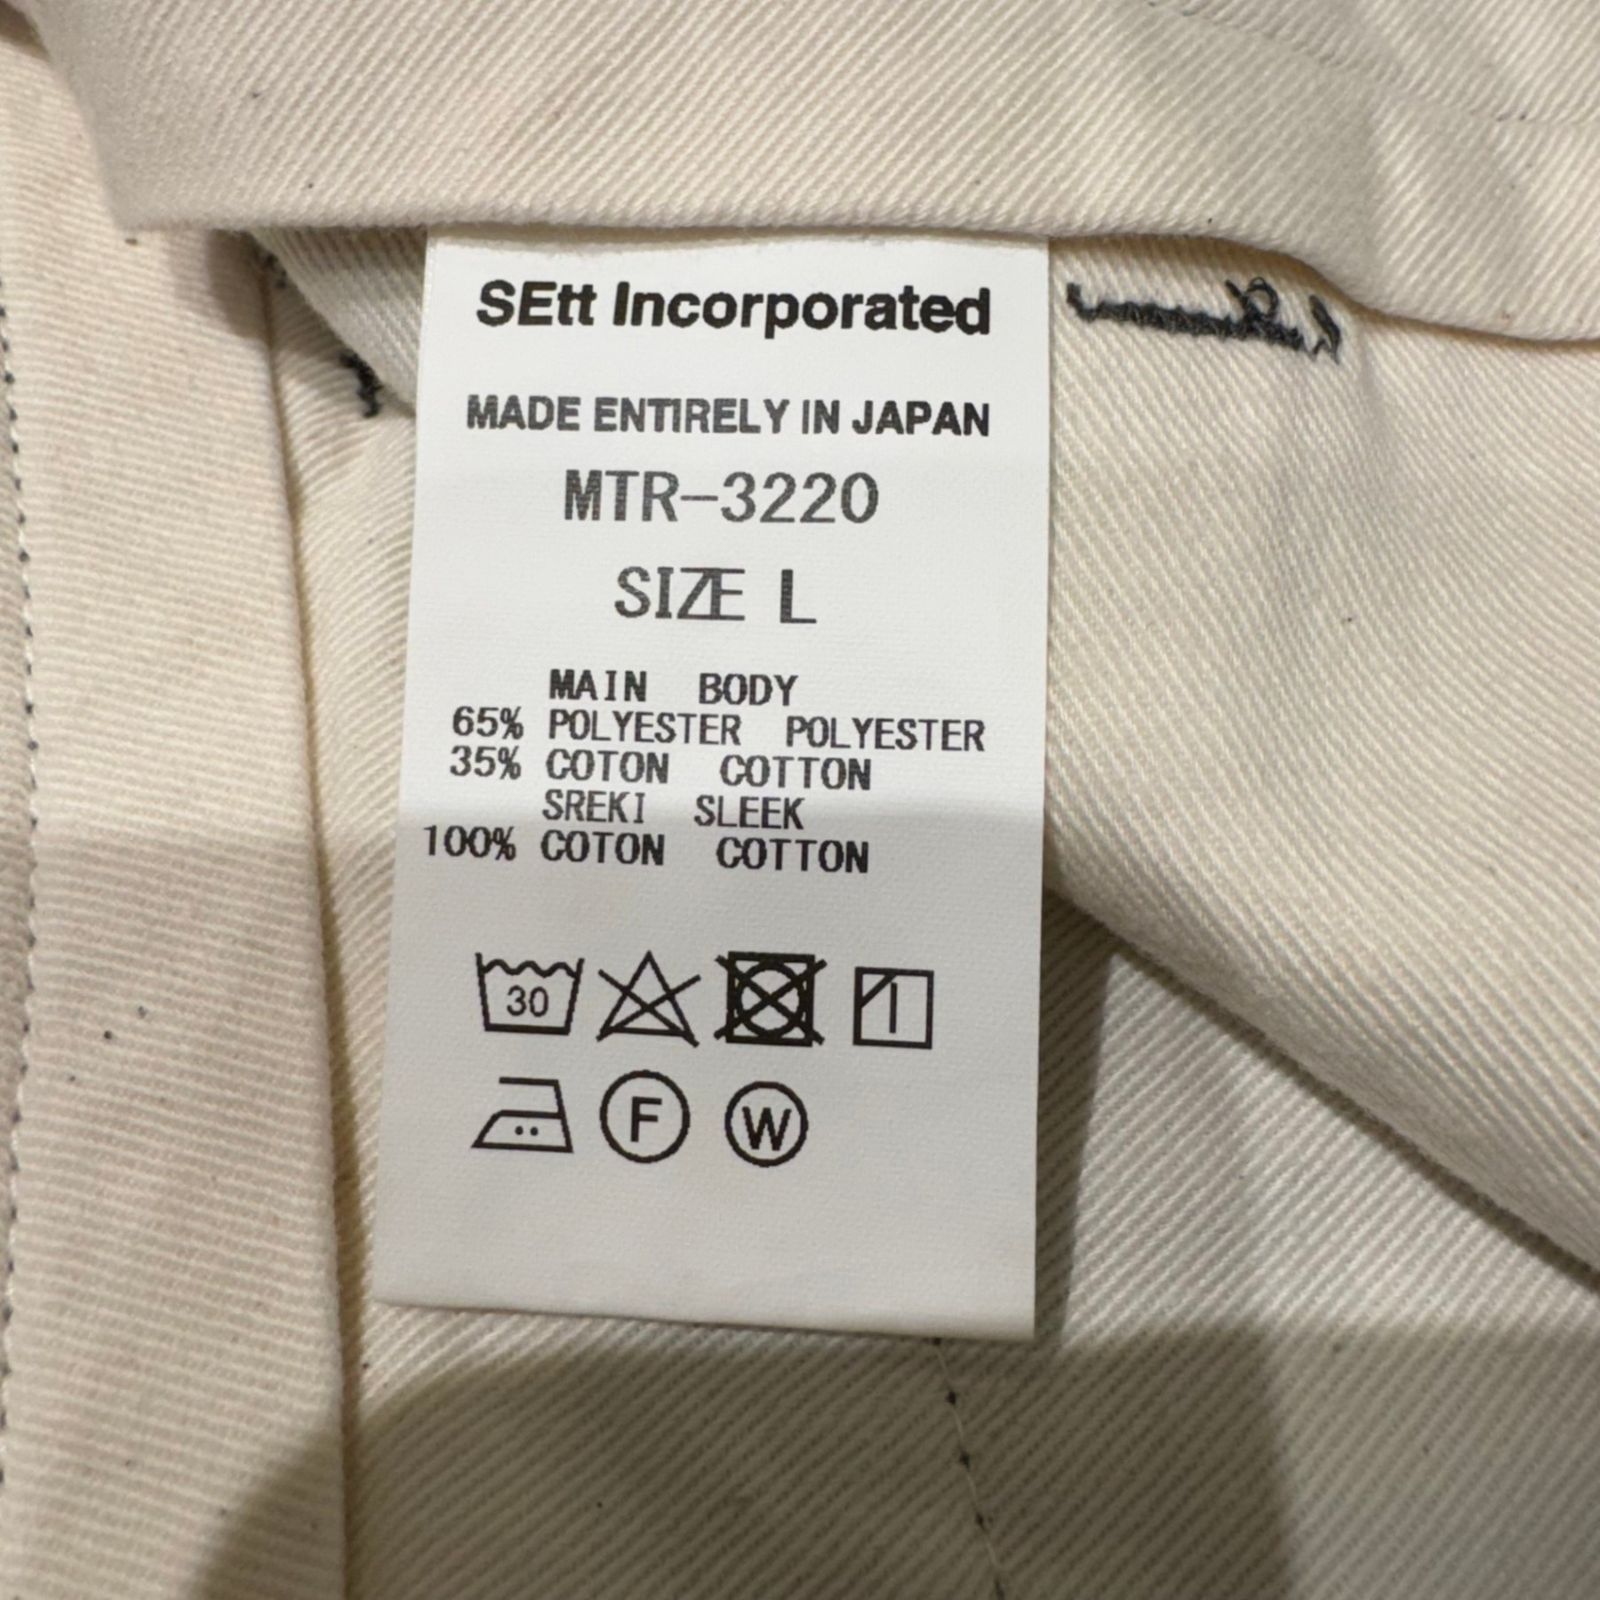 SEtt Incorporated
MADE ENTIRELY IN JAPAN
MTR-3220
SIZE L
MAIN BODY
65% POLYESTER POLYESTER
35% COTON COTTON
SREKI SLEEK
100% COTON COTTON
30
F W